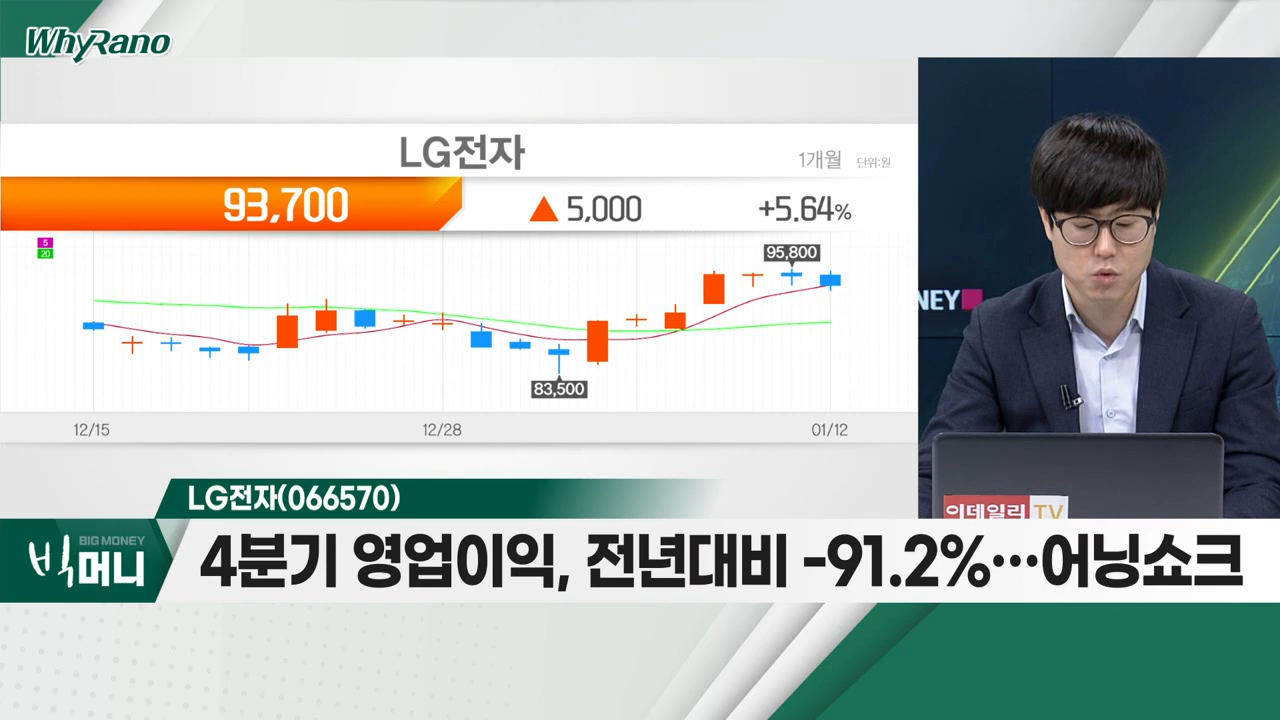 WhyRano
LG전자
1개월 단위:원
93,700 ▲ 5,000 +5.64%
5
20
95,800
83,500
12/15 12/28 01/12
NEY
이데일리 TV
LG전자(066570)
BIG MONEY
빅머니
4분기 영업이익, 전년대비 -91.2%…어닝쇼크